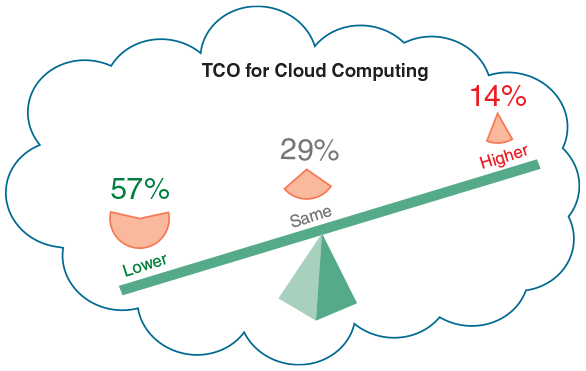 TCO for Cloud Computing
14%
Higher
29%
Same
57%
Lower